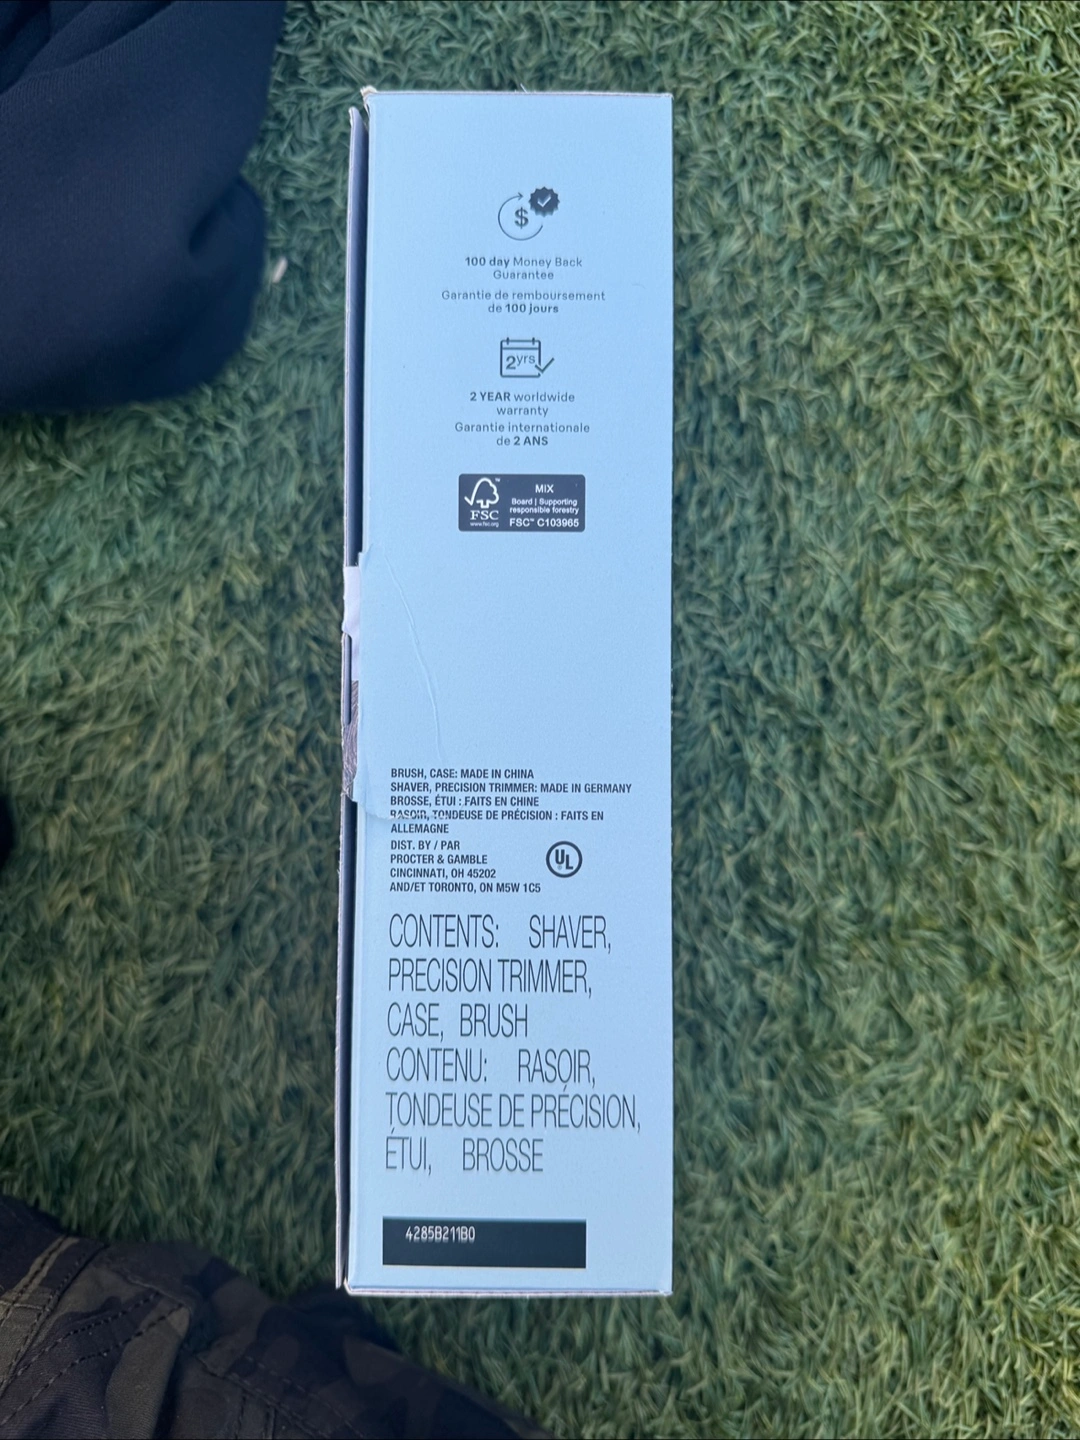 $
100 day Money Back
Guarantee
Garantie de remboursement
de 100 jours
2yrs
2 YEAR worldwide
warranty
Garantie internationale
de 2 ANS
FSC
www.fsc.org
MIX
Board | Supporting
responsible forestry
FSC™ C103965
BRUSH, CASE: MADE IN CHINA
SHAVER, PRECISION TRIMMER: MADE IN GERMANY
BROSSE, ÉTUI : FAITS EN CHINE
RASOIR, TONDEUSE DE PRÉCISION : FAITS EN
ALLEMAGNE
DIST. BY / PAR
PROCTER & GAMBLE
CINCINNATI, OH 45202
AND/ET TORONTO, ON M5W 1C5
UL
CONTENTS: SHAVER,
PRECISION TRIMMER,
CASE, BRUSH
CONTENU: RASOIR,
TONDEUSE DE PRÉCISION,
ÉTUI, BROSSE
4285B211B0